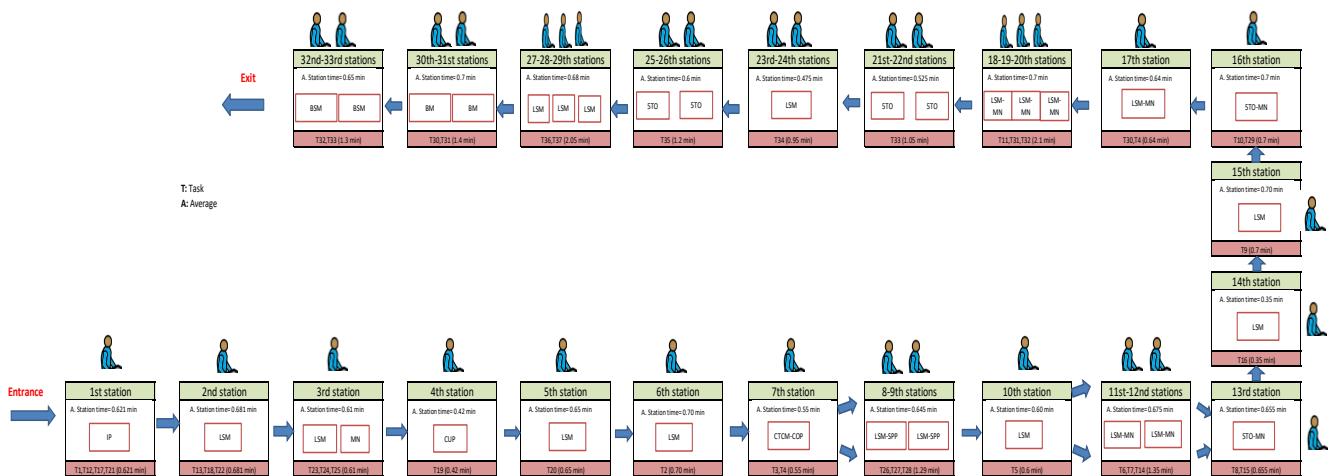 32nd-33rd stations
A. Station time= 0.65 min
BSM
BSM
T32,T33 (1.3 min)
30th-31st stations
A. Station time= 0.7 min
BM
BM
T30,T31 (1.4 min)
27-28-29th stations
A. Station time= 0.68 min
LSM
LSM
LSM
T36,T37 (2.05 min)
25-26th stations
A. Station time= 0.6 min
STO
STO
T35 (1.2 min)
23rd-24th stations
A. Station time= 0.475 min
LSM
T34 (0.95 min)
21st-22nd stations
A. Station time= 0.525 min
STO
STO
T33 (1.05 min)
18-19-20th stations
A. Station time= 0.7 min
LSM-
MN
LSM-
MN
LSM-
MN
T11,T31,T32 (2.1 min)
17th station
A. Station time= 0.64 min
LSM-MN
T30,T4 (0.64 min)
16th station
A. Station time= 0.7 min
STO-MN
T10,T29 (0.7 min)
Exit
T: Task
A: Average
15th station
A. Station time= 0.70 min
LSM
T9 (0.7 min)
14th station
A. Station time= 0.35 min
LSM
T16 (0.35 min)
Entrance
1st station
A. Station time= 0.621 min
IP
T1,T12,T17,T21 (0.621 min)
2nd station
A. Station time= 0.681 min
LSM
T13,T18,T22 (0.681 min)
3rd station
A. Station time= 0.61 min
LSM
MN
T23,T24,T25 (0.61 min)
4th station
A. Station time= 0.42 min
CUP
T19 (0.42 min)
5th station
A. Station time= 0.65 min
LSM
T20 (0.65 min)
6th station
A. Station time= 0.70 min
LSM
T2 (0.70 min)
7th station
A. Station time= 0.55 min
CTCM-COP
T3,T4 (0.55 min)
8-9th stations
A. Station time= 0.645 min
LSM-SPP
LSM-SPP
T26,T27,T28 (1.29 min)
10th station
A. Station time= 0.60 min
LSM
T5 (0.6 min)
11st-12nd stations
A. Station time= 0.675 min
LSM-MN
LSM-MN
T6,T7,T14 (1.35 min)
13rd station
A. Station time= 0.655 min
STO-MN
T8,T15 (0.655 min)